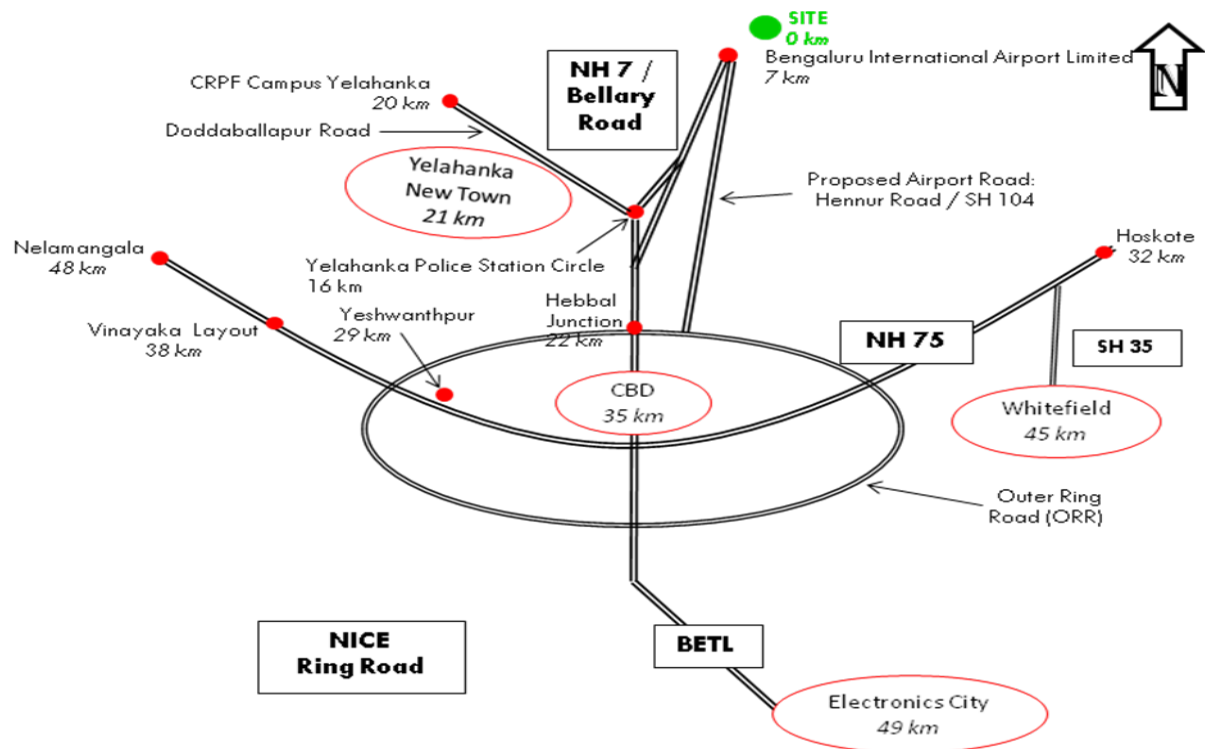 SITE
0 km
Bengaluru International Airport Limited
7 km
N
NH 7 /
Bellary
Road
CRPF Campus Yelahanka
20 km
Doddaballapur Road
Yelahanka
New Town
21 km
Proposed Airport Road:
Hennur Road / SH 104
Nelamangala
48 km
Hoskote
32 km
Yelahanka Police Station Circle
16 km
Hebbal
Junction
22 km
Yeshwanthpur
29 km
Vinayaka Layout
38 km
NH 75
SH 35
CBD
35 km
Whitefield
45 km
Outer Ring
Road (ORR)
NICE
Ring Road
BETL
Electronics City
49 km